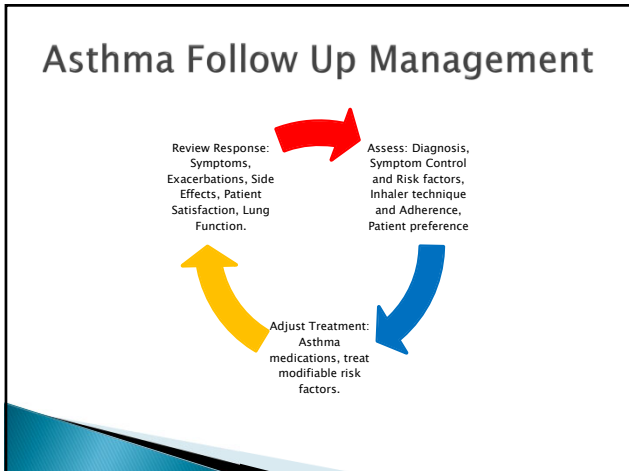 Asthma Follow Up Management
Review Response:
Symptoms,
Exacerbations, Side
Effects, Patient
Satisfaction, Lung
Function.
Assess: Diagnosis,
Symptom Control
and Risk factors,
Inhaler technique
and Adherence,
Patient preference
Adjust Treatment:
Asthma
medications, treat
modifiable risk
factors.